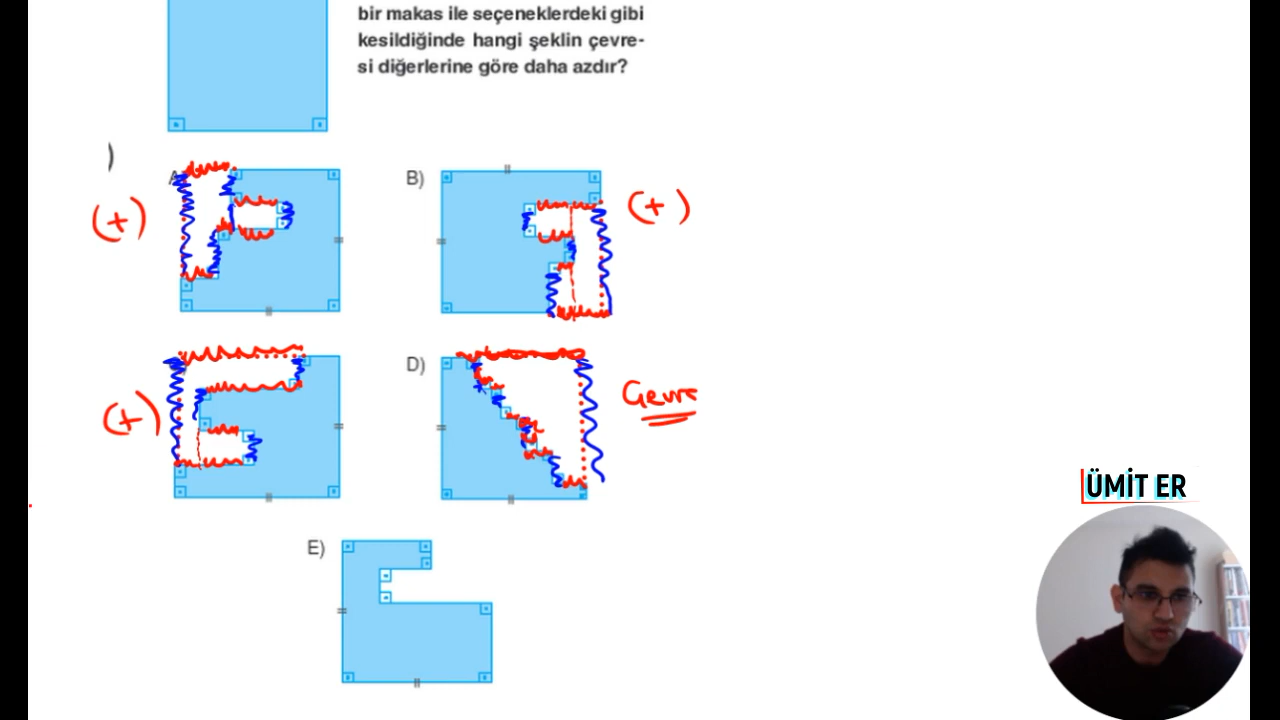 bir makas ile seçeneklerdeki gibi
kesildiğinde hangi şeklin çevre-
si diğerlerine göre daha azdır?
)
A)
(+)
B)
(+)
(+)
D)
Çevre
E)
ÜMİT ER